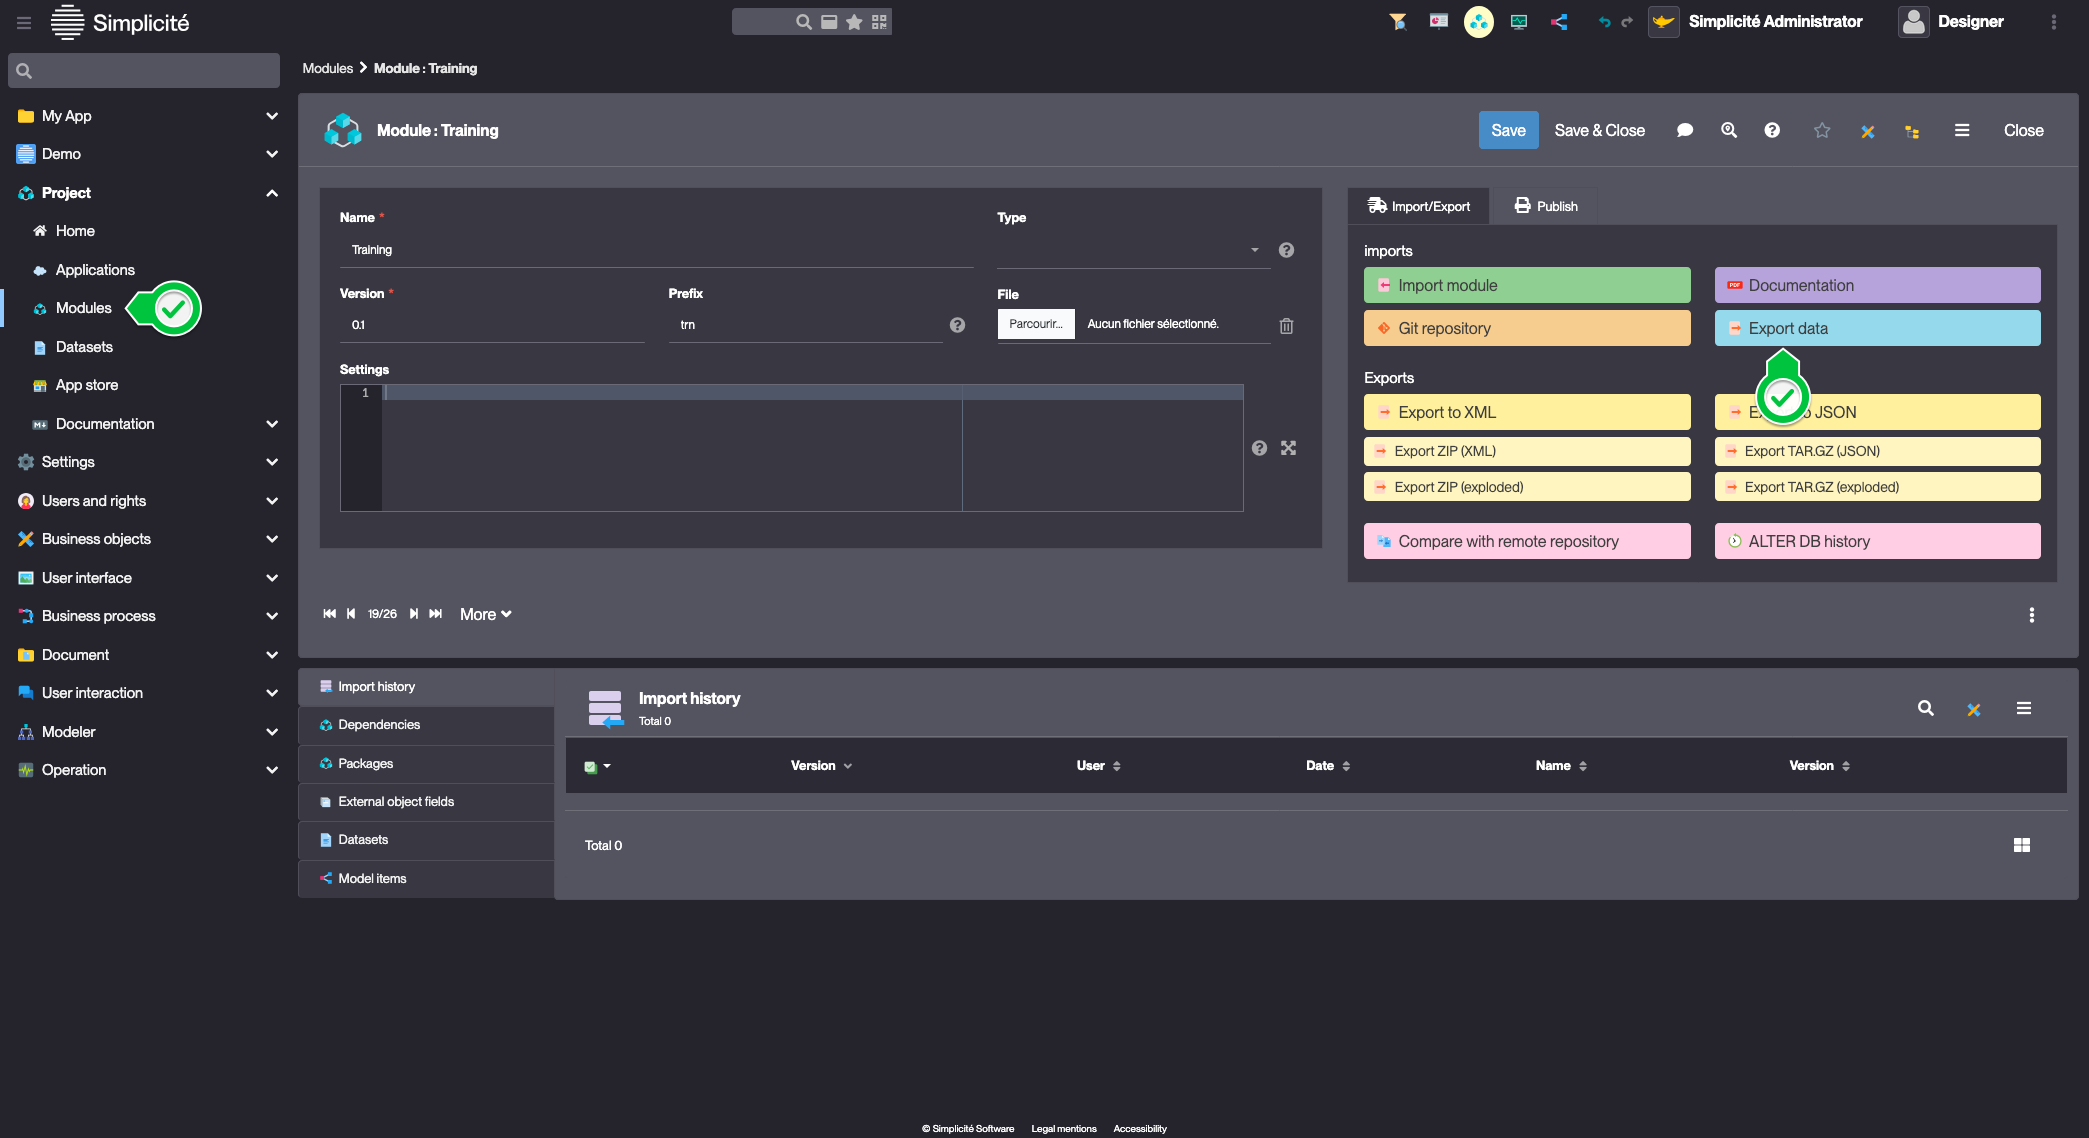 Simplicité
Simplicité Administrator
Designer
My App
Demo
Project
Home
Applications
Modules
Datasets
App store
Documentation
Settings
Users and rights
Business objects
User interface
Business process
Document
User interaction
Modeler
Operation
Modules Module : Training
Module : Training
Save
Save & Close
Close
Name *
Training
Type
Version *
0.1
Prefix
trn
File
Parcourir...
Aucun fichier sélectionné.
Settings
1
Import/Export
Publish
imports
Import module
PDF Documentation
Git repository
Export data
Exports
Export to XML
JSON
Export ZIP (XML)
Export TAR.GZ (JSON)
Export ZIP (exploded)
Export TAR.GZ (exploded)
Compare with remote repository
ALTER DB history
19/26
More
Import history
Dependencies
Packages
External object fields
Datasets
Model items
Import history
Total 0
Version User Date Name Version
Total 0
© Simplicité Software Legal mentions Accessibility